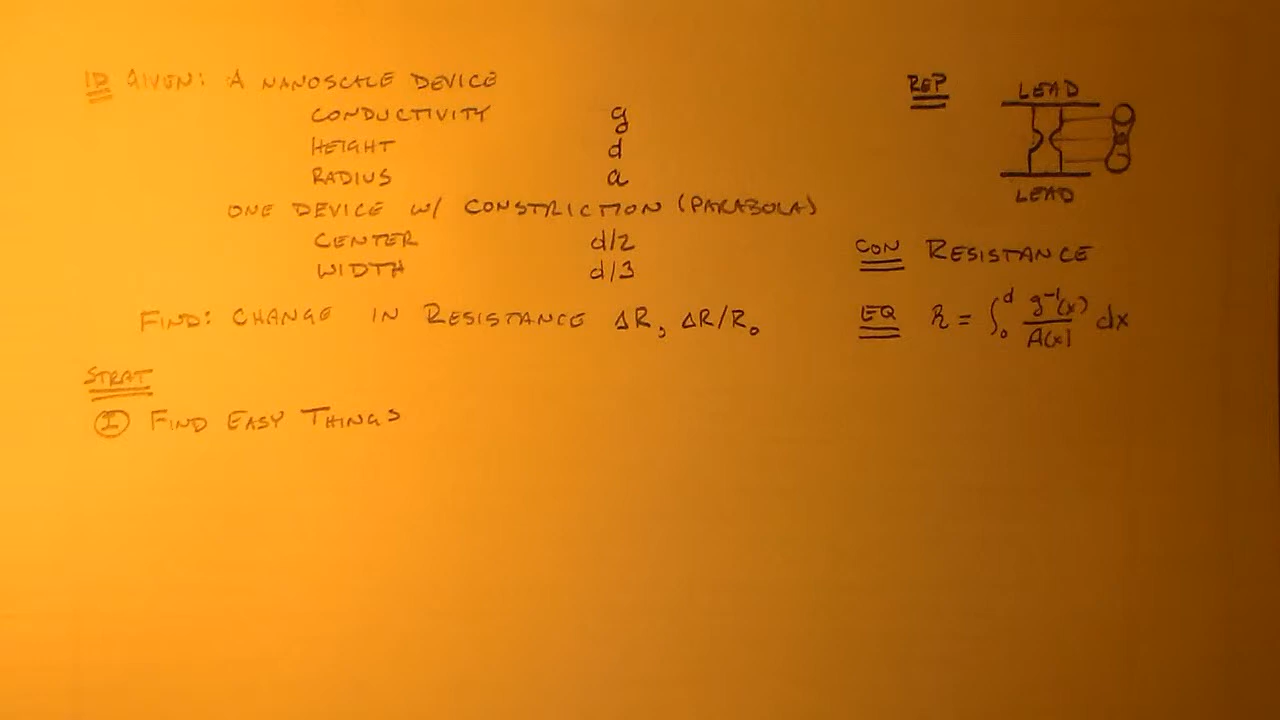 ID GIVEN: A NANOSCALE DEVICE
CONDUCTIVITY g
HEIGHT d
RADIUS a
ONE DEVICE W/ CONSTRICTION (PARABOLA)
CENTER d/2
WIDTH d/3
FIND: CHANGE IN RESISTANCE ΔR, ΔR/R₀
STRAT
① FIND EASY THINGS
REP
LEAD
LEAD
CON RESISTANCE
EQ R = ∫₀ᵈ g⁻¹(x)/A(x) dx